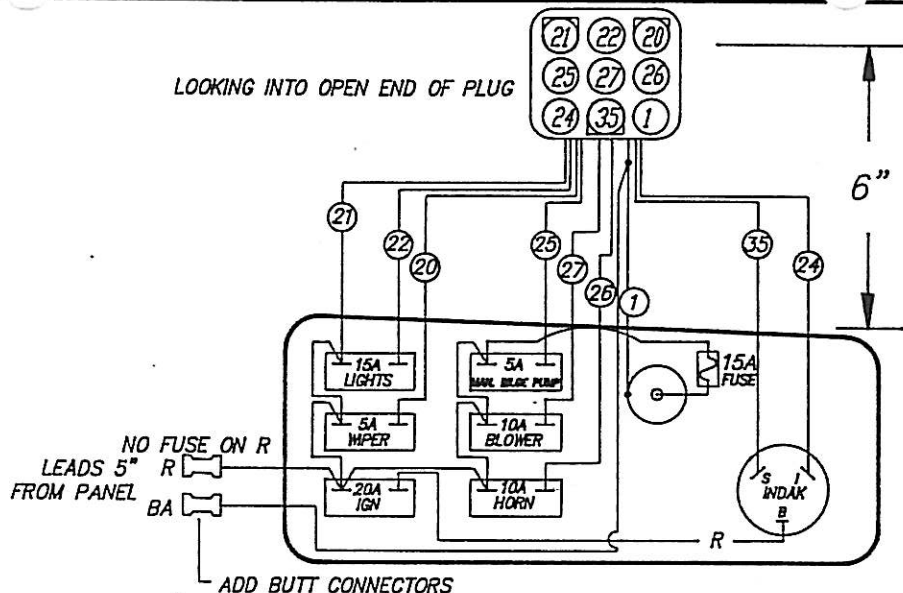 21 22 20
25 27 26
24 35 1
LOOKING INTO OPEN END OF PLUG
6"
21
22
20
25
27
26
1
35
24
15A
LIGHTS
5A
MAN. BILGE PUMP
15A
FUSE
5A
WIPER
10A
BLOWER
NO FUSE ON R
LEADS 5"
FROM PANEL
R
BA
20A
IGN
10A
HORN
S I
INDAK
B
R
ADD BUTT CONNECTORS